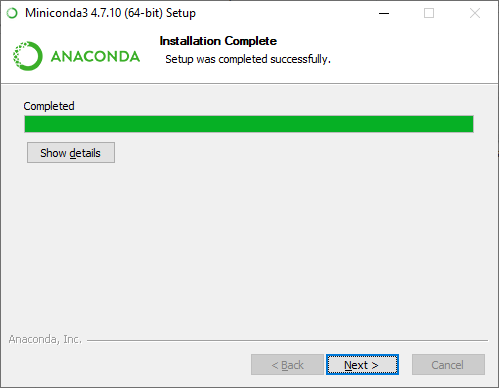 Miniconda3 4.7.10 (64-bit) Setup
ANACONDA
Installation Complete
Setup was completed successfully.
Completed
Show details
Anaconda, Inc.
< Back
Next >
Cancel